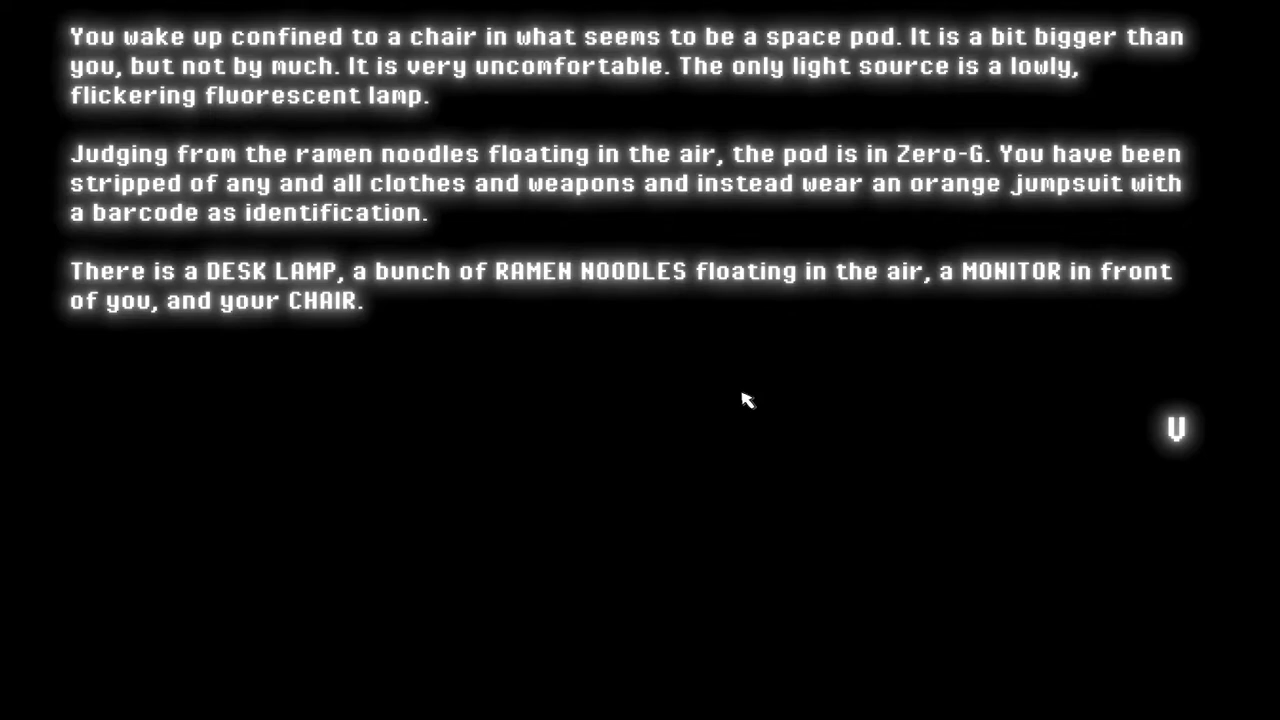 You wake up confined to a chair in what seems to be a space pod. It is a bit bigger than
you, but not by much. It is very uncomfortable. The only light source is a lowly,
flickering fluorescent lamp.
Judging from the ramen noodles floating in the air, the pod is in Zero-G. You have been
stripped of any and all clothes and weapons and instead wear an orange jumpsuit with
a barcode as identification.
There is a DESK LAMP, a bunch of RAMEN NOODLES floating in the air, a MONITOR in front
of you, and your CHAIR.
V